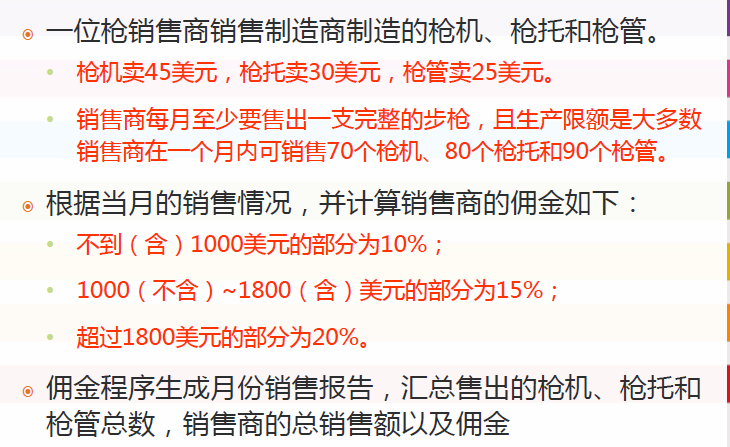 一位枪销售商销售制造商制造的枪机、枪托和枪管。
枪机卖45美元，枪托卖30美元，枪管卖25美元。
销售商每月至少要售出一支完整的步枪，且生产限额是大多数
销售商在一个月内可销售70个枪机、80个枪托和90个枪管。
根据当月的销售情况，并计算销售商的佣金如下：
不到（含）1000美元的部分为10%；
1000（不含）~1800（含）美元的部分为15%；
超过1800美元的部分为20%。
佣金程序生成月份销售报告，汇总售出的枪机、枪托和
枪管总数，销售商的总销售额以及佣金